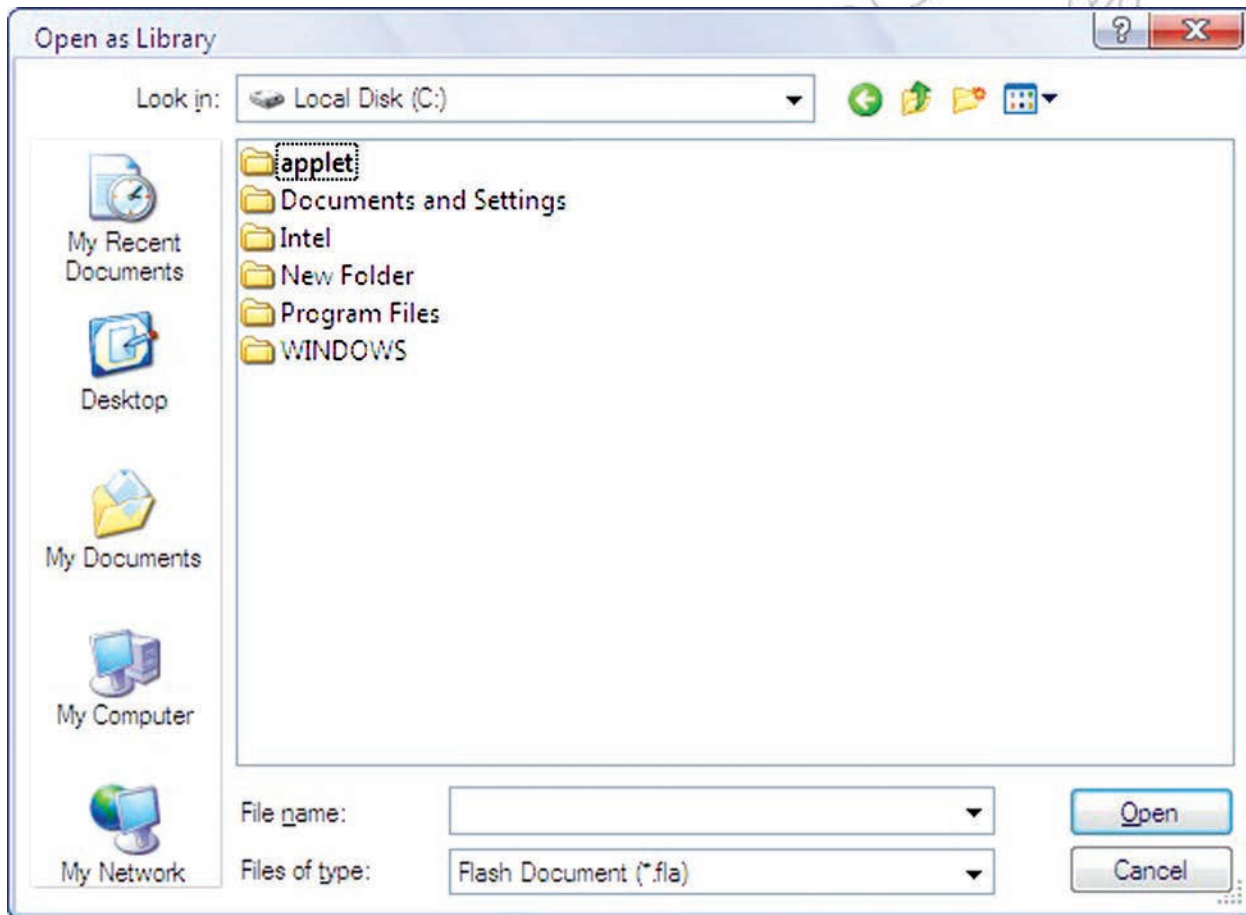 Open as Library
Look in:
Local Disk (C:)
applet
Documents and Settings
Intel
New Folder
Program Files
WINDOWS
My Recent
Documents
Desktop
My Documents
My Computer
My Network
File name:
Open
Files of type:
Flash Document (*.fla)
Cancel